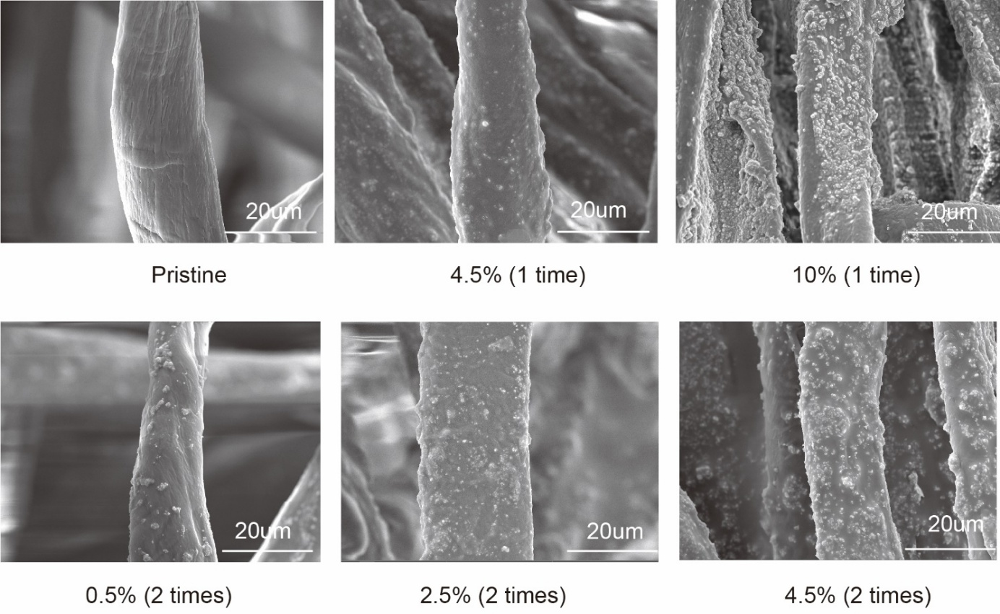 20um
20um
20um
Pristine
4.5% (1 time)
10% (1 time)
20um
20um
20um
0.5% (2 times)
2.5% (2 times)
4.5% (2 times)